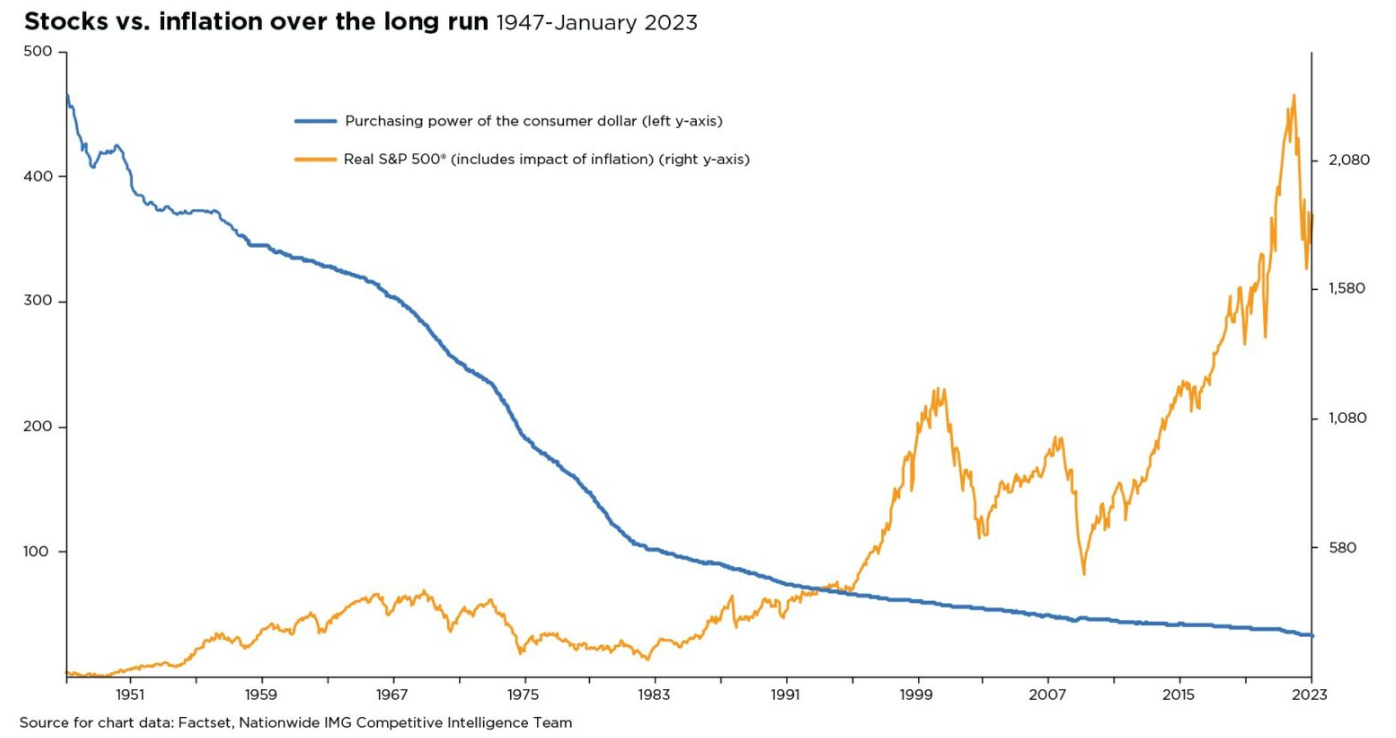 Stocks vs. inflation over the long run 1947-January 2023
500
400
300
200
100
Purchasing power of the consumer dollar (left y-axis)
Real S&P 500® (includes impact of inflation) (right y-axis)
2,080
1,580
1,080
580
1951 1959 1967 1975 1983 1991 1999 2007 2015 2023
Source for chart data: Factset, Nationwide IMG Competitive Intelligence Team